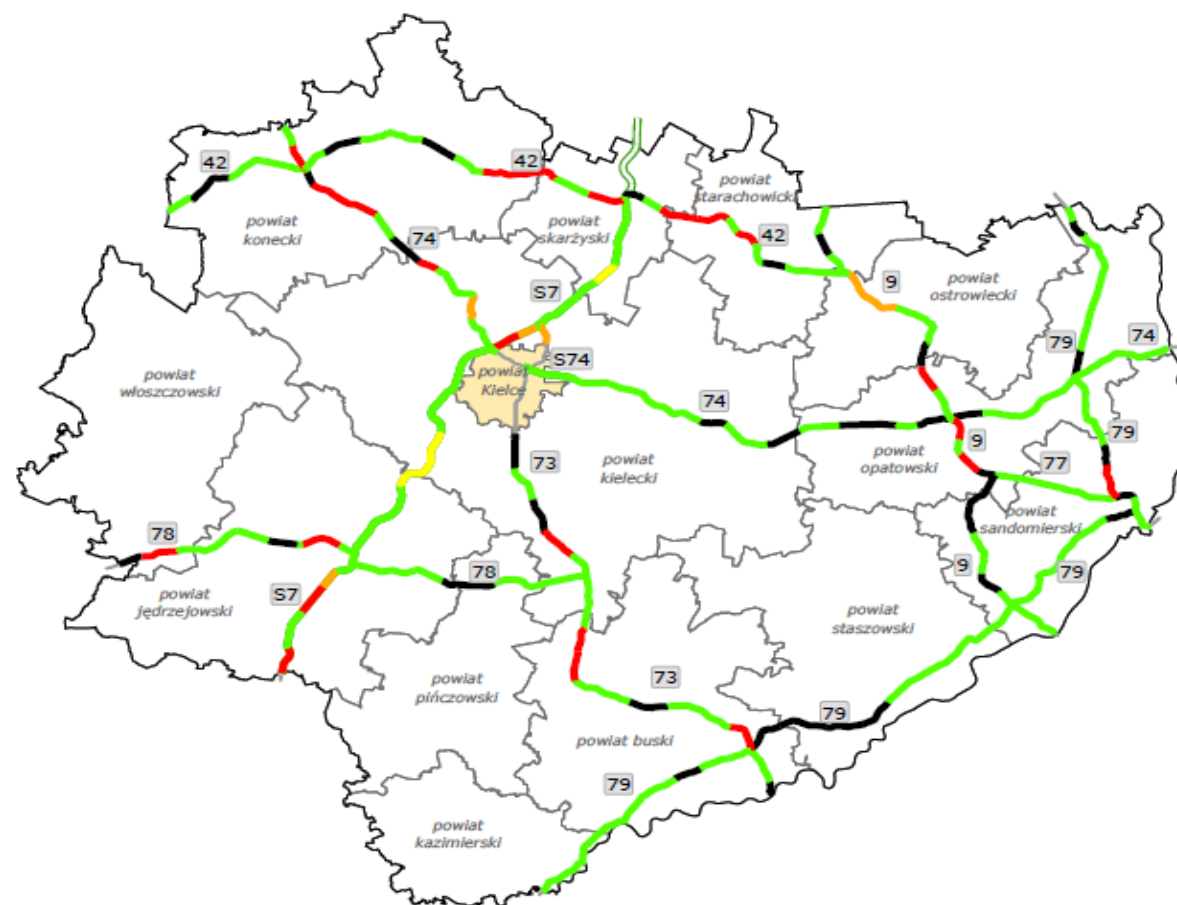 42
42
powiat
starachowicki
powiat
konecki
74
powiat
skarżyski
42
S7
9
powiat
ostrowiecki
79
74
S74
powiat
Kielce
powiat
włoszczowski
74
73
powiat
kielecki
powiat
opatowski
9
77
79
powiat
sandomierski
78
78
9
79
powiat
jędrzejowski
S7
powiat
staszowski
powiat
pińczowski
73
79
powiat buski
79
powiat
kazimierski